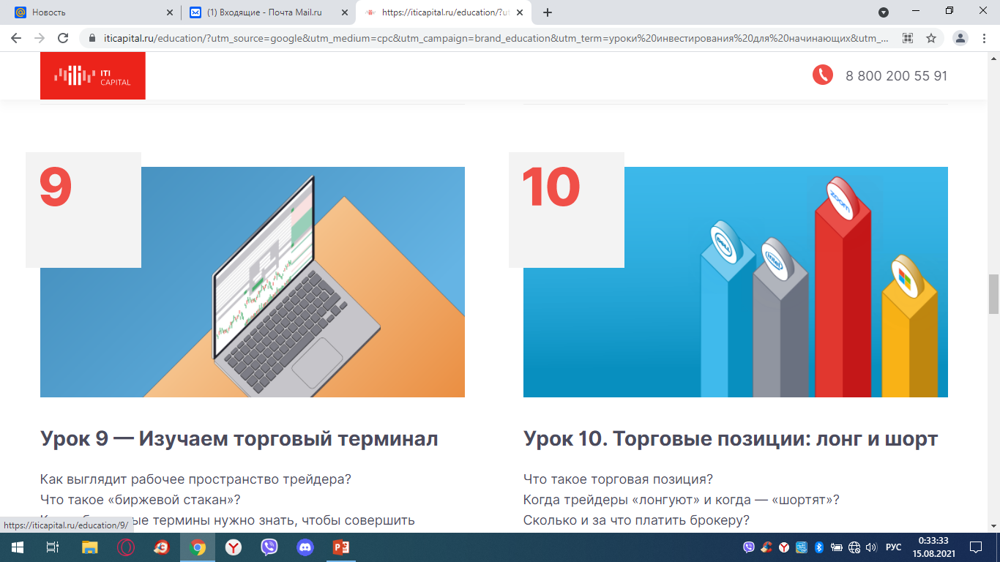 Новость
(1) Входящие - Почта Mail.ru
https://iticapital.ru/education/?ut
iticapital.ru/education/?utm_source=google&utm_medium=cpc&utm_campaign=brand_education&utm_term=уроки%20инвестирования%20для%20начинающих&utm_...
ITI
CAPITAL
8 800 200 55 91
9
10
DELL
intel
zoom
Урок 9 — Изучаем торговый терминал
Как выглядит рабочее пространство трейдера?
Что такое «биржевой стакан»?
термины нужно знать, чтобы совершить
Урок 10. Торговые позиции: лонг и шорт
Что такое торговая позиция?
Когда трейдеры «лонгуют» и когда — «шортят»?
Сколько и за что платить брокеру?
https://iticapital.ru/education/9/
РУС
0:33:33
15.08.2021